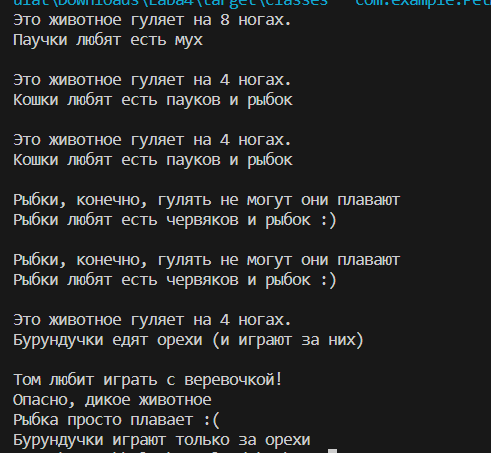 \Downloads\Laba4\target\classes com.example.Pet
Это животное гуляет на 8 ногах.
Паучки любят есть мух
Это животное гуляет на 4 ногах.
Кошки любят есть пауков и рыбок
Это животное гуляет на 4 ногах.
Кошки любят есть пауков и рыбок
Рыбки, конечно, гулять не могут они плавают
Рыбки любят есть червяков и рыбок :)
Рыбки, конечно, гулять не могут они плавают
Рыбки любят есть червяков и рыбок :)
Это животное гуляет на 4 ногах.
Бурундучки едят орехи (и играют за них)
Том любит играть с веревочкой!
Опасно, дикое животное
Рыбка просто плавает :(
Бурундучки играют только за орехи